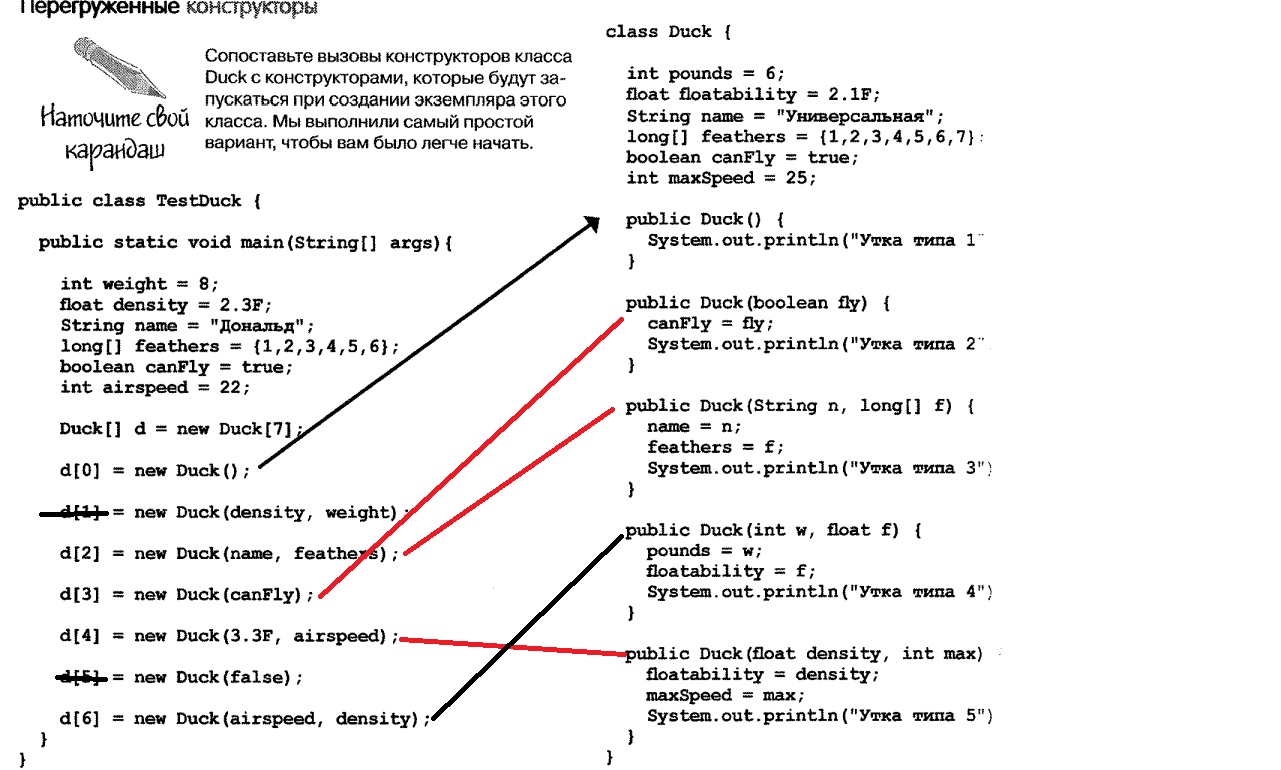 Перегруженные конструкторы
Наточите свой
карандаш
Сопоставьте вызовы конструкторов класса
Duck с конструкторами, которые будут за-
пускаться при создании экземпляра этого
класса. Мы выполнили самый простой
вариант, чтобы вам было легче начать.
public class TestDuck {
public static void main(String[] args){
int weight = 8;
float density = 2.3F;
String name = "Дональд";
long[] feathers = {1,2,3,4,5,6};
boolean canFly = true;
int airspeed = 22;
Duck[] d = new Duck[7];
d[0] = new Duck();
d[1] = new Duck(density, weight);
d[2] = new Duck(name, feathers);
d[3] = new Duck(canFly);
d[4] = new Duck(3.3F, airspeed);
d[5] = new Duck(false);
d[6] = new Duck(airspeed, density);
}
}
class Duck {
int pounds = 6;
float floatability = 2.1F;
String name = "Универсальная";
long[] feathers = {1,2,3,4,5,6,7}
boolean canFly = true;
int maxSpeed = 25;
public Duck() {
System.out.println("Утка типа 1"
}
public Duck(boolean fly) {
canFly = fly;
System.out.println("Утка типа 2"
}
public Duck(String n, long[] f) {
name = n;
feathers = f;
System.out.println("Утка типа 3")
}
public Duck(int w, float f) {
pounds = w;
floatability = f;
System.out.println("Утка типа 4")
}
public Duck(float density, int max)
floatability = density;
maxSpeed = max;
System.out.println("Утка типа 5")
}
}